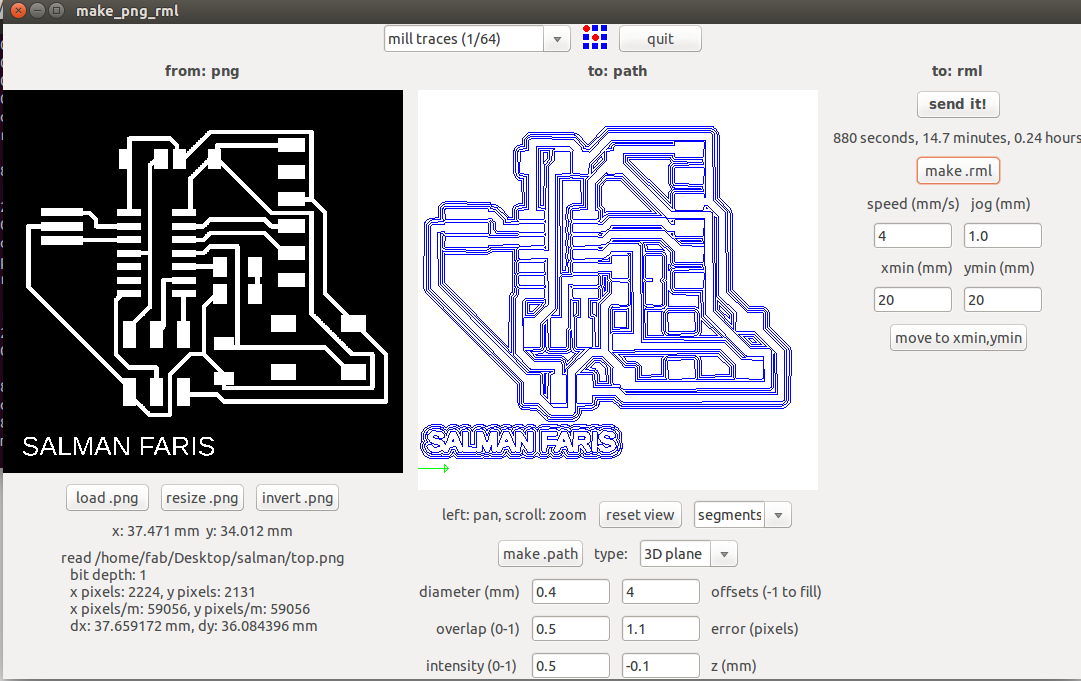 make_png_rml
mill traces (1/64)
quit
from: png
to: path
to: rml
SALMAN FARIS
load .png
resize .png
invert .png
x: 37.471 mm y: 34.012 mm
read /home/fab/Desktop/salman/top.png
bit depth: 1
x pixels: 2224, y pixels: 2131
x pixels/m: 59056, y pixels/m: 59056
dx: 37.659172 mm, dy: 36.084396 mm
SALMAN FARIS
left: pan, scroll: zoom
reset view
segments
make .path
type:
3D plane
diameter (mm)
0.4
4
offsets (-1 to fill)
overlap (0-1)
0.5
1.1
error (pixels)
intensity (0-1)
0.5
-0.1
z (mm)
send it!
880 seconds, 14.7 minutes, 0.24 hours
make .rml
speed (mm/s)
jog (mm)
4
1.0
xmin (mm)
ymin (mm)
20
20
move to xmin,ymin